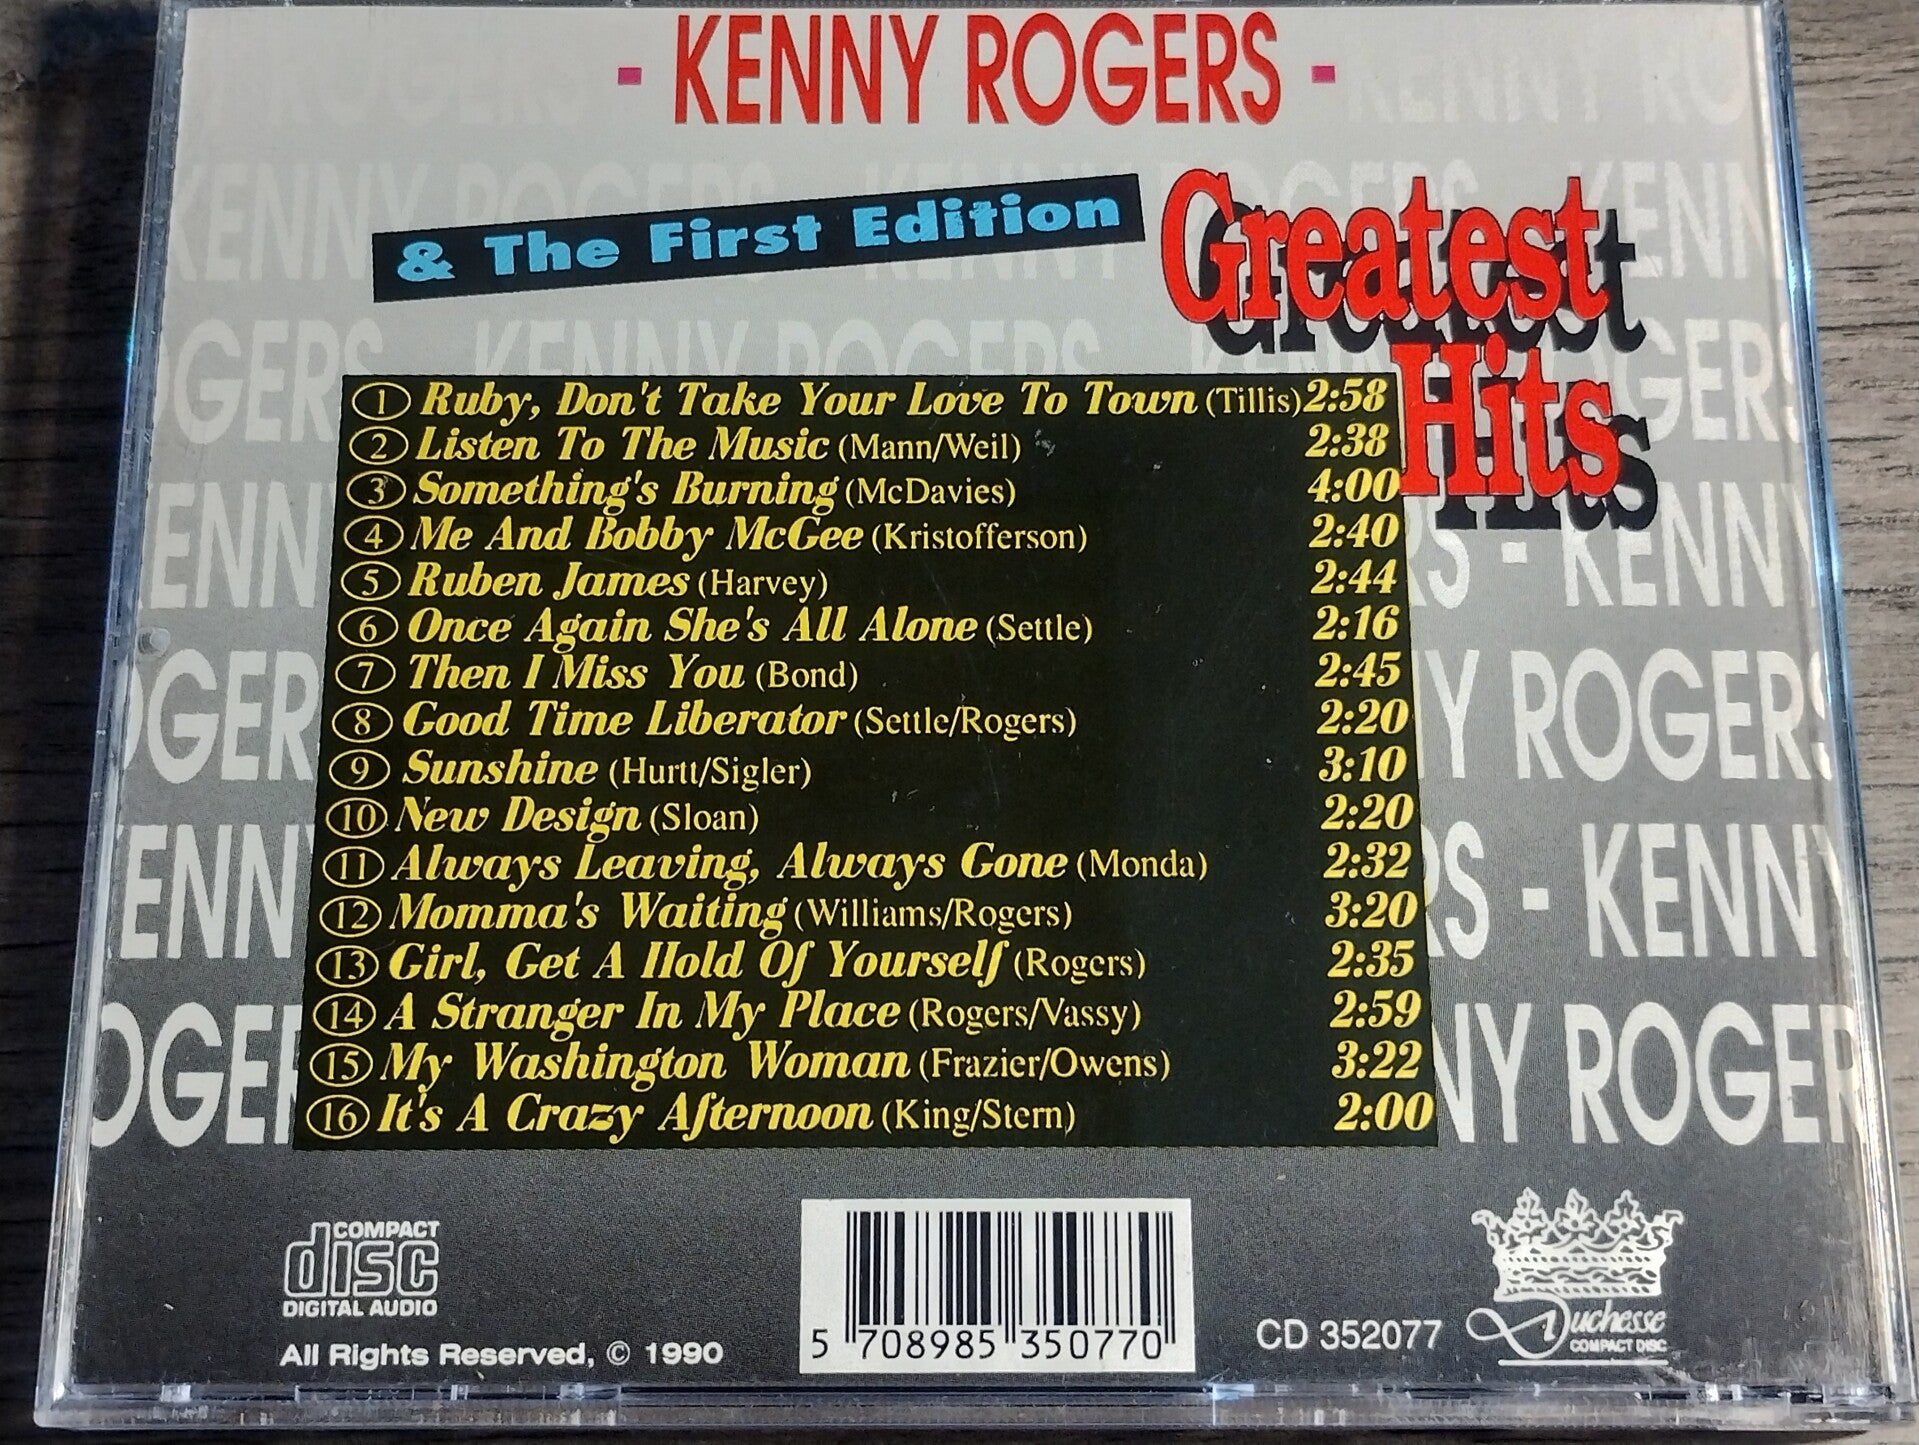 - KENNY ROGERS -
& The First Edition
Greatest
Hits
1 Ruby, Don't Take Your Love To Town (Tillis) 2:58
2 Listen To The Music (Mann/Weil) 2:38
3 Something's Burning (McDavies) 4:00
4 Me And Bobby McGee (Kristofferson) 2:40
5 Ruben James (Harvey) 2:44
6 Once Again She's All Alone (Settle) 2:16
7 Then I Miss You (Bond) 2:45
8 Good Time Liberator (Settle/Rogers) 2:20
9 Sunshine (Hurtt/Sigler) 3:10
10 New Design (Sloan) 2:20
11 Always Leaving, Always Gone (Monda) 2:32
12 Momma's Waiting (Williams/Rogers) 3:20
13 Girl, Get A Hold Of Yourself (Rogers) 2:35
14 A Stranger In My Place (Rogers/Vassy) 2:59
15 My Washington Woman (Frazier/Owens) 3:22
16 It's A Crazy Afternoon (King/Stern) 2:00
COMPACT
disc
DIGITAL AUDIO
All Rights Reserved, © 1990
5 708985 350770
CD 352077
Duchesse
COMPACT DISC